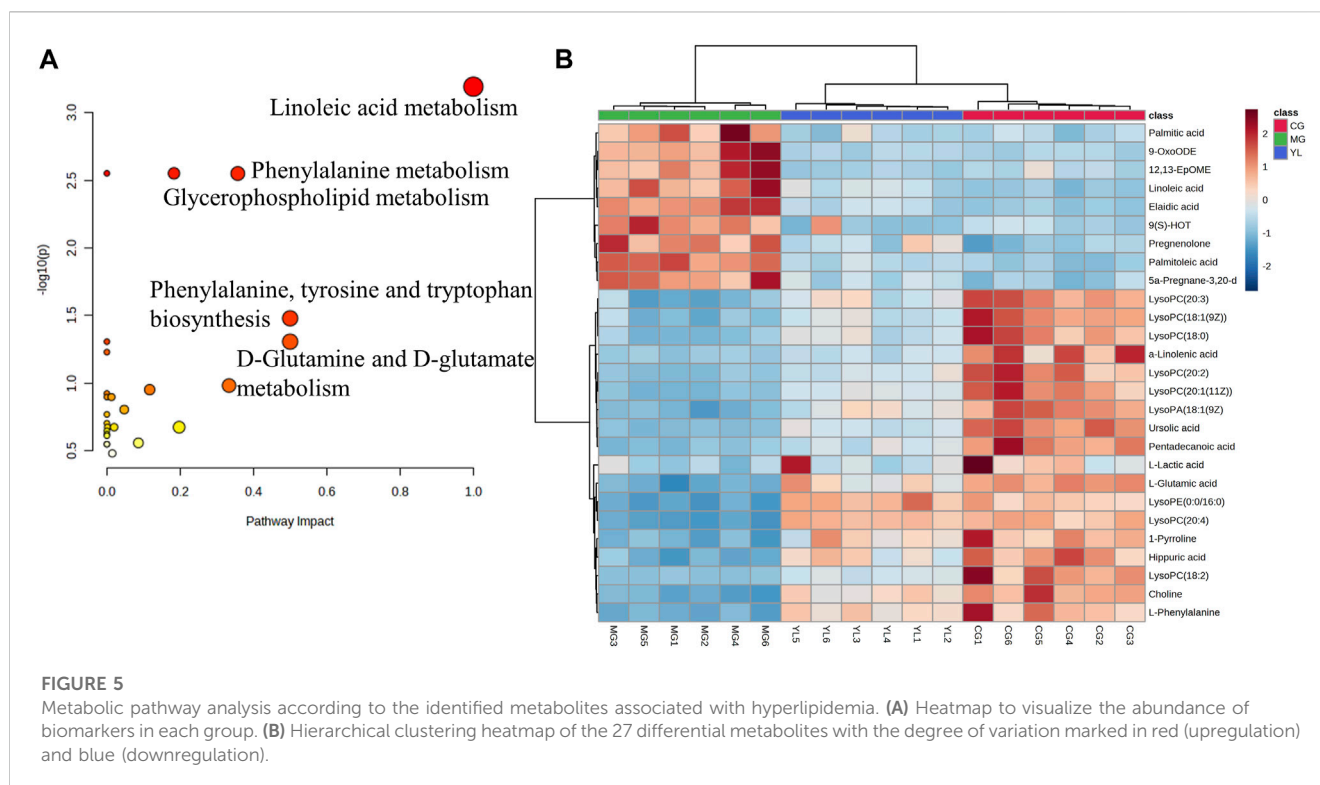 A
B
Linoleic acid metabolism
Phenylalanine metabolism
Glycerophospholipid metabolism
Phenylalanine, tyrosine and tryptophan
biosynthesis
D-Glutamine and D-glutamate
metabolism
-log10(p)
3.0
2.5
2.0
1.5
1.0
0.5
0.0
0.2
0.4
0.6
0.8
1.0
Pathway Impact
class
Palmitic acid
9-OxoODE
12,13-EpOME
Linoleic acid
Elaidic acid
9(S)-HOT
Pregnenolone
Palmitoleic acid
5a-Pregnane-3,20-d
LysoPC(20:3)
LysoPC(18:1(9Z))
LysoPC(18:0)
a-Linolenic acid
LysoPC(20:2)
LysoPC(20:1(11Z))
LysoPA(18:1(9Z)
Ursolic acid
Pentadecanoic acid
L-Lactic acid
L-Glutamic acid
LysoPE(0:0/16:0)
LysoPC(20:4)
1-Pyrroline
Hippuric acid
LysoPC(18:2)
Choline
L-Phenylalanine
MG3
MG5
MG1
MG2
MG4
MG6
YL5
YL6
YL3
YL4
YL1
YL2
CG1
CG6
CG5
CG4
CG2
CG3
2
1
0
-1
-2
class
CG
MG
YL
FIGURE 5
Metabolic pathway analysis according to the identified metabolites associated with hyperlipidemia. (A) Heatmap to visualize the abundance of
biomarkers in each group. (B) Hierarchical clustering heatmap of the 27 differential metabolites with the degree of variation marked in red (upregulation)
and blue (downregulation).